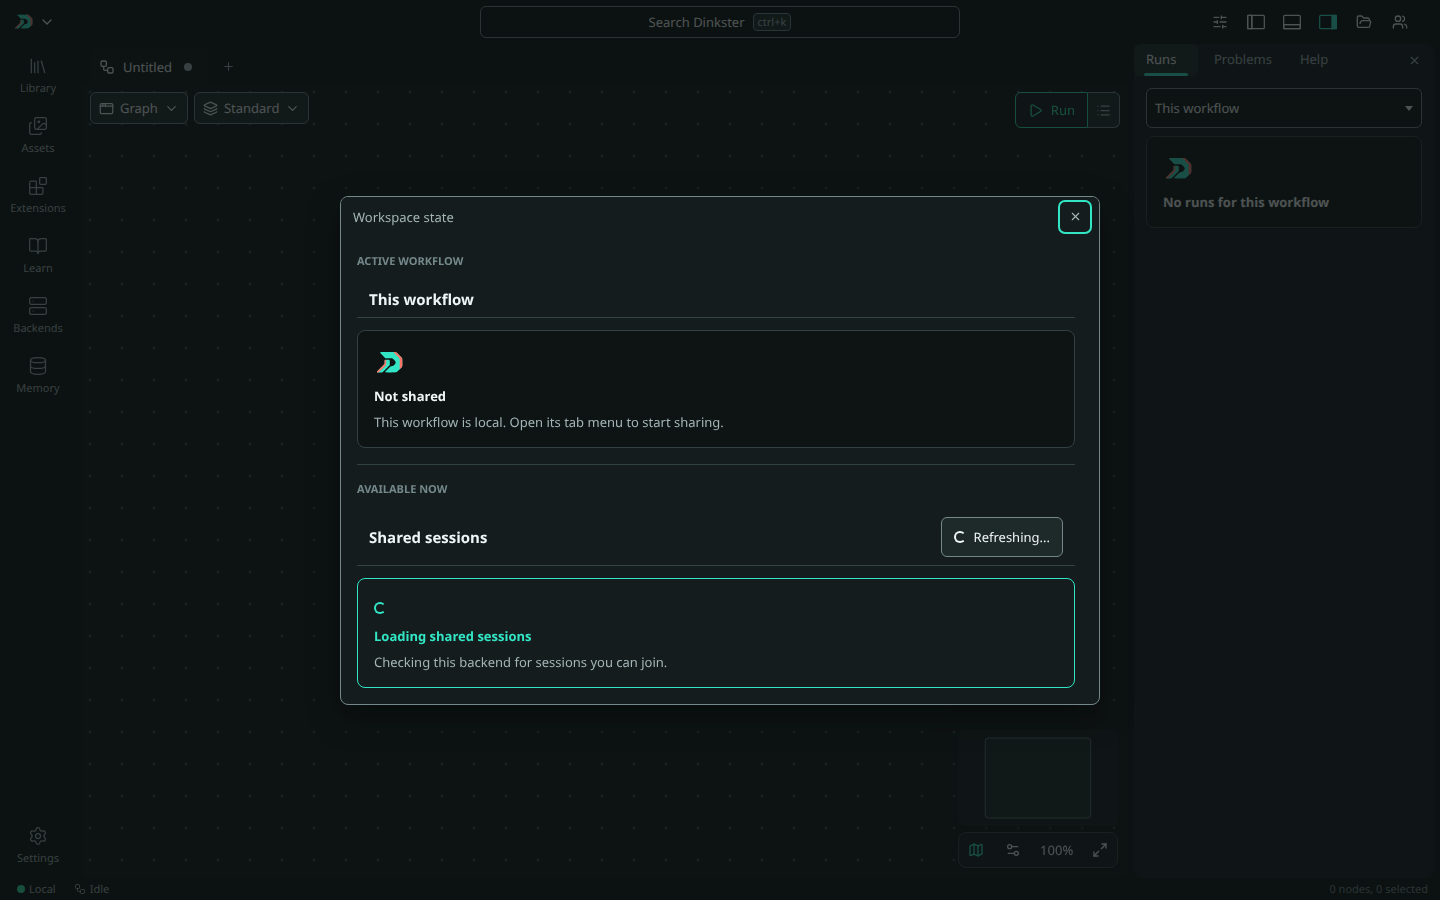 Search Dinkster ctrl+k
Untitled
Runs Problems Help
Library
Assets
Extensions
Learn
Backends
Memory
Settings
Graph Standard
Run
This workflow
No runs for this workflow
Workspace state
ACTIVE WORKFLOW
This workflow
Not shared
This workflow is local. Open its tab menu to start sharing.
AVAILABLE NOW
Shared sessions
Refreshing...
Loading shared sessions
Checking this backend for sessions you can join.
100%
Local Idle
0 nodes, 0 selected